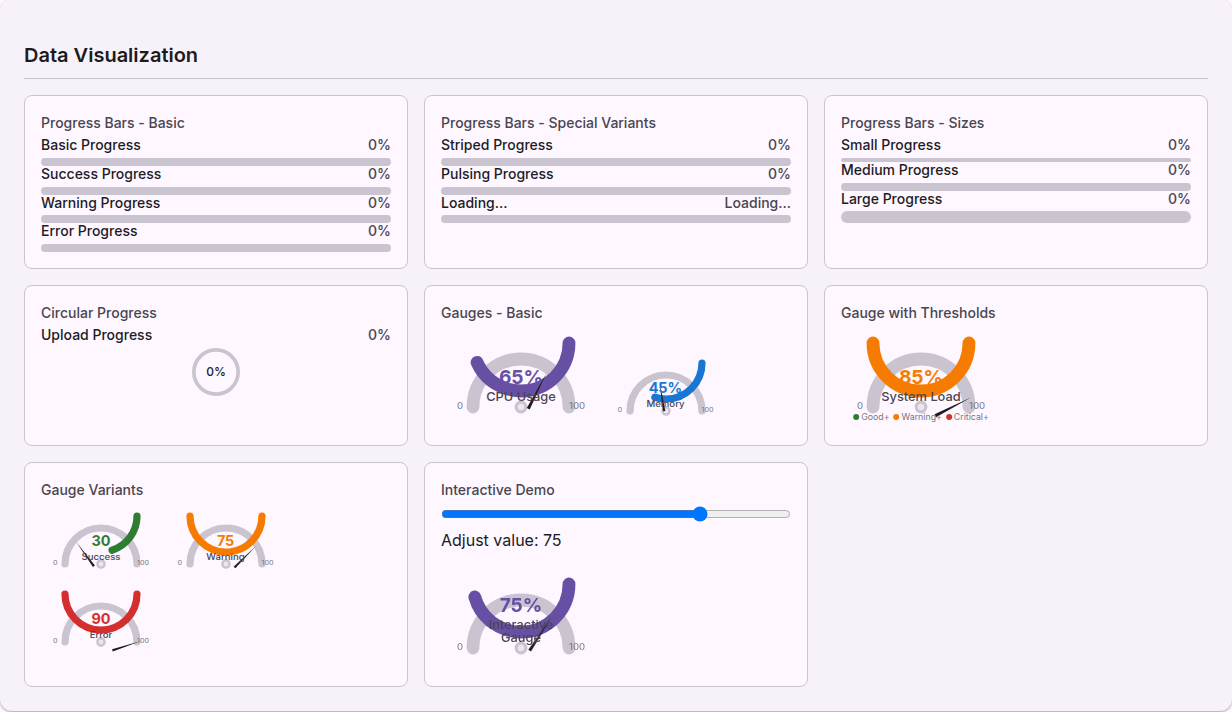 Data Visualization
Progress Bars - Basic
Basic Progress 0%
Success Progress 0%
Warning Progress 0%
Error Progress 0%
Progress Bars - Special Variants
Striped Progress 0%
Pulsing Progress 0%
Loading... Loading...
Progress Bars - Sizes
Small Progress 0%
Medium Progress 0%
Large Progress 0%
Circular Progress
Upload Progress 0%
0%
Gauges - Basic
65%
CPU Usage
0 100
45%
Memory
0 100
Gauge with Thresholds
85%
System Load
0 100
Good+ Warning+ Critical+
Gauge Variants
30
Success
0 100
75
Warning
0 100
90
Error
0 100
Interactive Demo
Adjust value: 75
75%
Interactive
Gauge
0 100